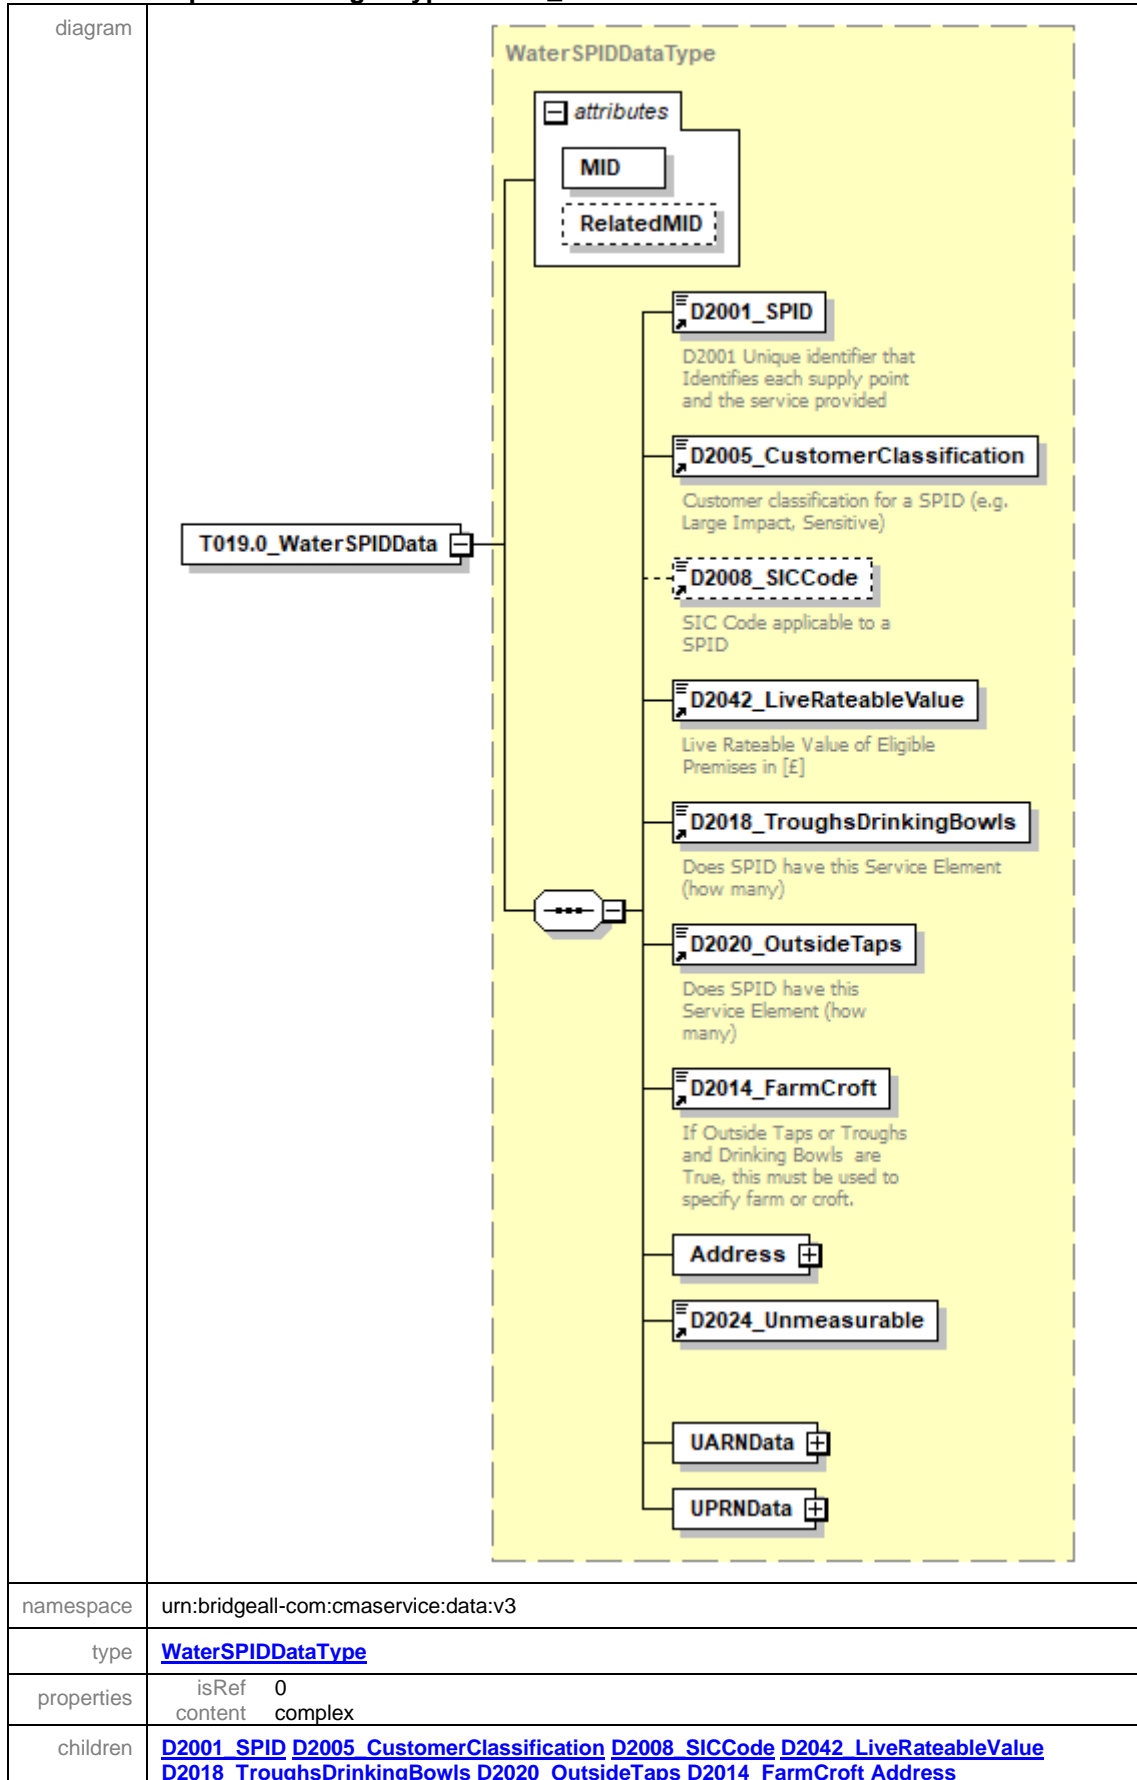 diagram
WaterSPIDDataType
attributes
MID
RelatedMID
D2001_SPID
D2001 Unique identifier that
Identifies each supply point
and the service provided
D2005_CustomerClassification
Customer classification for a SPID (e.g.
Large Impact, Sensitive)
T019.0_WaterSPIDData
D2008_SICCode
SIC Code applicable to a
SPID
D2042_LiveRateableValue
Live Rateable Value of Eligible
Premises in [£]
D2018_TroughsDrinkingBowls
Does SPID have this Service Element
(how many)
D2020_OutsideTaps
Does SPID have this
Service Element (how
many)
D2014_FarmCroft
If Outside Taps or Troughs
and Drinking Bowls are
True, this must be used to
specify farm or croft.
Address
D2024_Unmeasurable
UARNData
UPRNData
namespace urn:bridgeall-com:cmaservice:data:v3
type WaterSPIDDataType
properties isRef 0
content complex
children D2001_SPID D2005_CustomerClassification D2008_SICCode D2042_LiveRateableValue
D2018_TroughsDrinkingBowls D2020_OutsideTaps D2014_FarmCroft Address